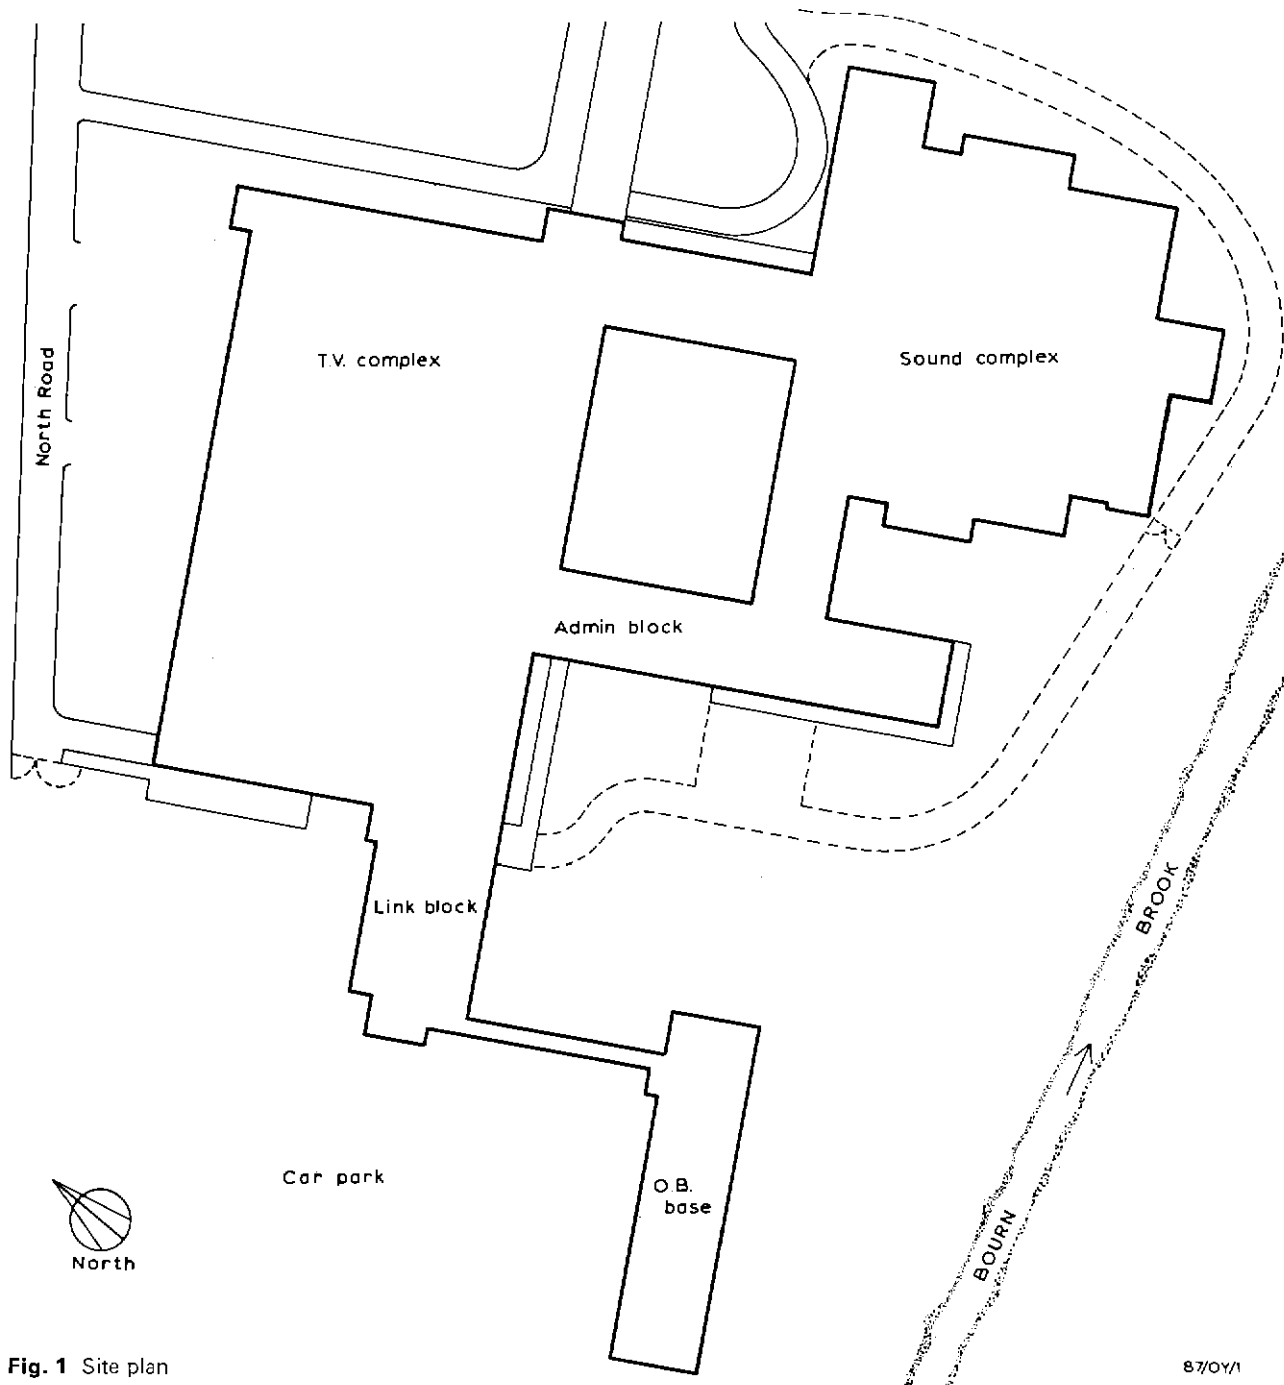 T.V. complex
Sound complex
North Road
Admin block
Link block
BROOK
Car park
O.B.
base
BOURN
North
Fig. 1 Site plan
87/OY/1